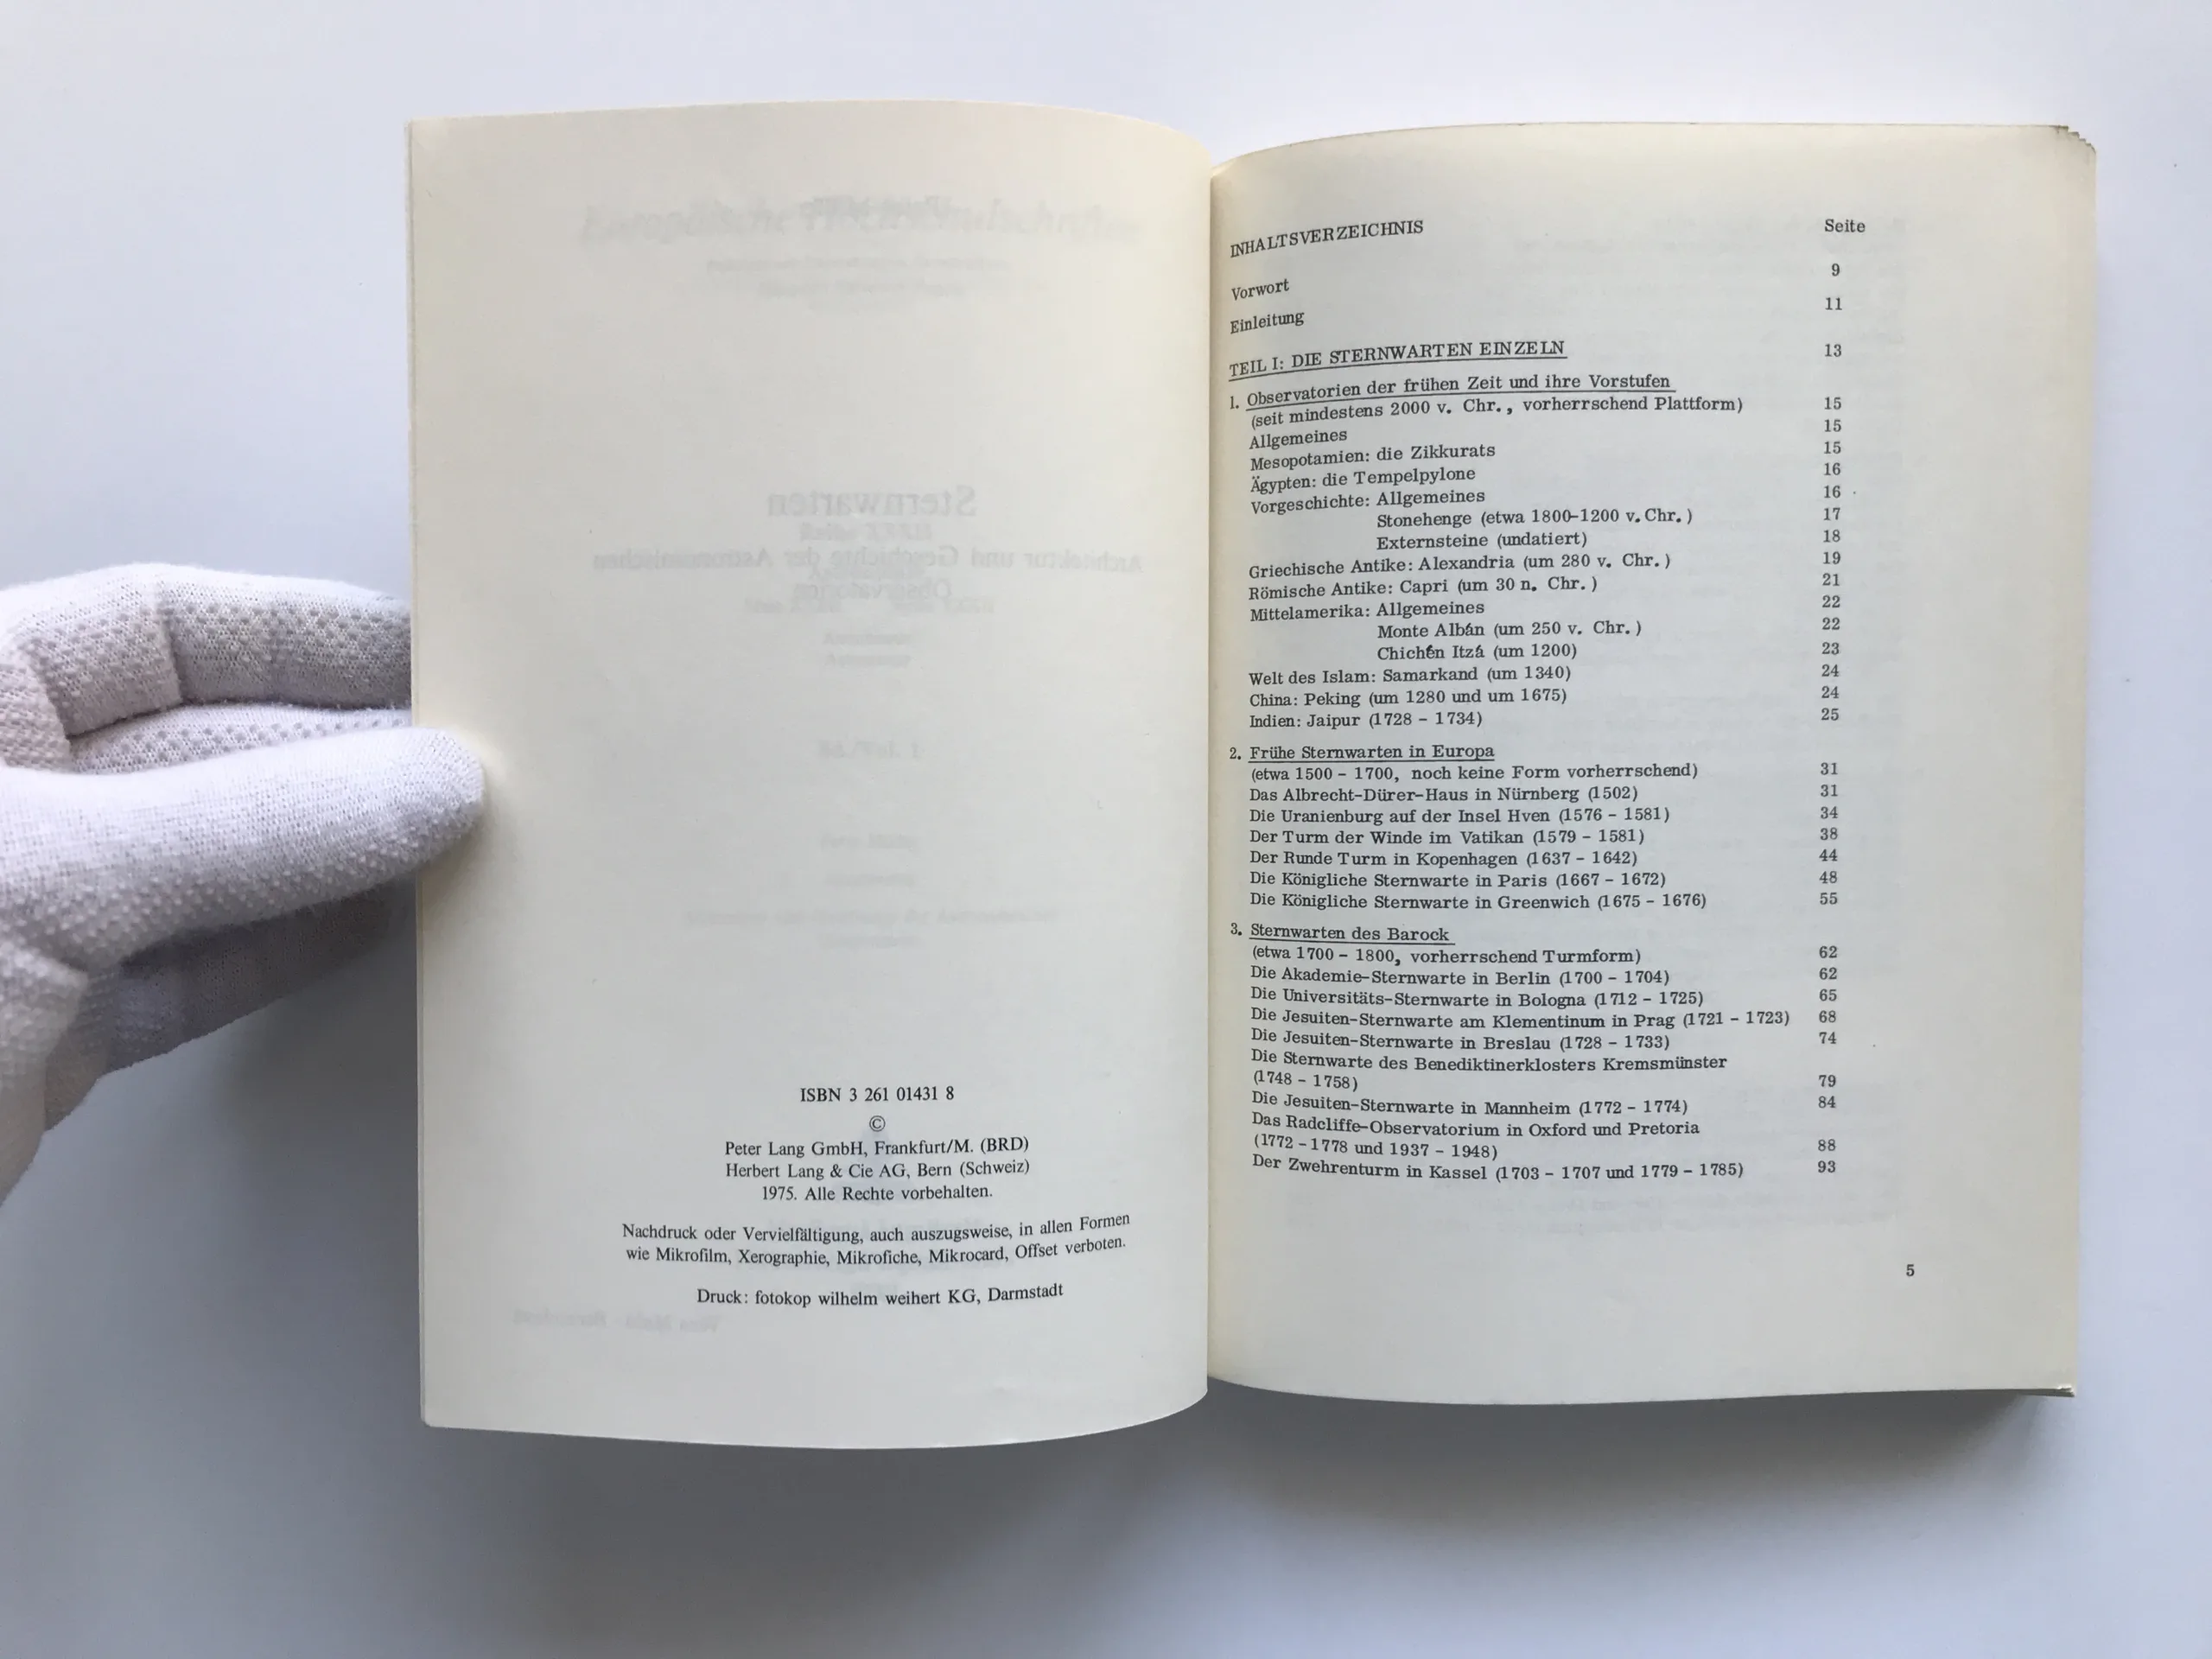 ISBN 3 261 01431 8
©
Peter Lang GmbH, Frankfurt/M. (BRD)
Herbert Lang & Cie AG, Bern (Schweiz)
1975. Alle Rechte vorbehalten.
Nachdruck oder Vervielfältigung, auch auszugsweise, in allen Formen
wie Mikrofilm, Xerographie, Mikrofiche, Mikrocard, Offset verboten.
Druck: fotokop wilhelm weihert KG, Darmstadt
INHALTSVERZEICHNIS Seite
Vorwort 9
Einleitung 11
TEIL I: DIE STERNWARTEN EINZELN 13
1. Observatorien der frühen Zeit und ihre Vorstufen
(seit mindestens 2000 v. Chr., vorherrschend Plattform) 15
Allgemeines 15
Mesopotamien: die Zikkurats 15
Ägypten: die Tempelpylone 16
Vorgeschichte: Allgemeines 16
Stonehenge (etwa 1800-1200 v. Chr.) 17
Externsteine (undatiert) 18
Griechische Antike: Alexandria (um 280 v. Chr.) 19
Römische Antike: Capri (um 30 n. Chr.) 21
Mittelamerika: Allgemeines 22
Monte Albán (um 250 v. Chr.) 22
Chichén Itzá (um 1200) 23
Welt des Islam: Samarkand (um 1340) 24
China: Peking (um 1280 und um 1675) 24
Indien: Jaipur (1728 - 1734) 25
2. Frühe Sternwarten in Europa
(etwa 1500 - 1700, noch keine Form vorherrschend) 31
Das Albrecht-Dürer-Haus in Nürnberg (1502) 31
Die Uranienburg auf der Insel Hven (1576 - 1581) 34
Der Turm der Winde im Vatikan (1579 - 1581) 38
Der Runde Turm in Kopenhagen (1637 - 1642) 44
Die Königliche Sternwarte in Paris (1667 - 1672) 48
Die Königliche Sternwarte in Greenwich (1675 - 1676) 55
3. Sternwarten des Barock
(etwa 1700 - 1800, vorherrschend Turmform) 62
Die Akademie-Sternwarte in Berlin (1700 - 1704) 62
Die Universitäts-Sternwarte in Bologna (1712 - 1725) 65
Die Jesuiten-Sternwarte am Klementinum in Prag (1721 - 1723) 68
Die Jesuiten-Sternwarte in Breslau (1728 - 1733) 74
Die Sternwarte des Benediktinerklosters Kremsmünster
(1748 - 1758) 79
Die Jesuiten-Sternwarte in Mannheim (1772 - 1774) 84
Das Radcliffe-Observatorium in Oxford und Pretoria
(1772 - 1778 und 1937 - 1948) 88
Der Zwehrenturm in Kassel (1703 - 1707 und 1779 - 1785) 93
5